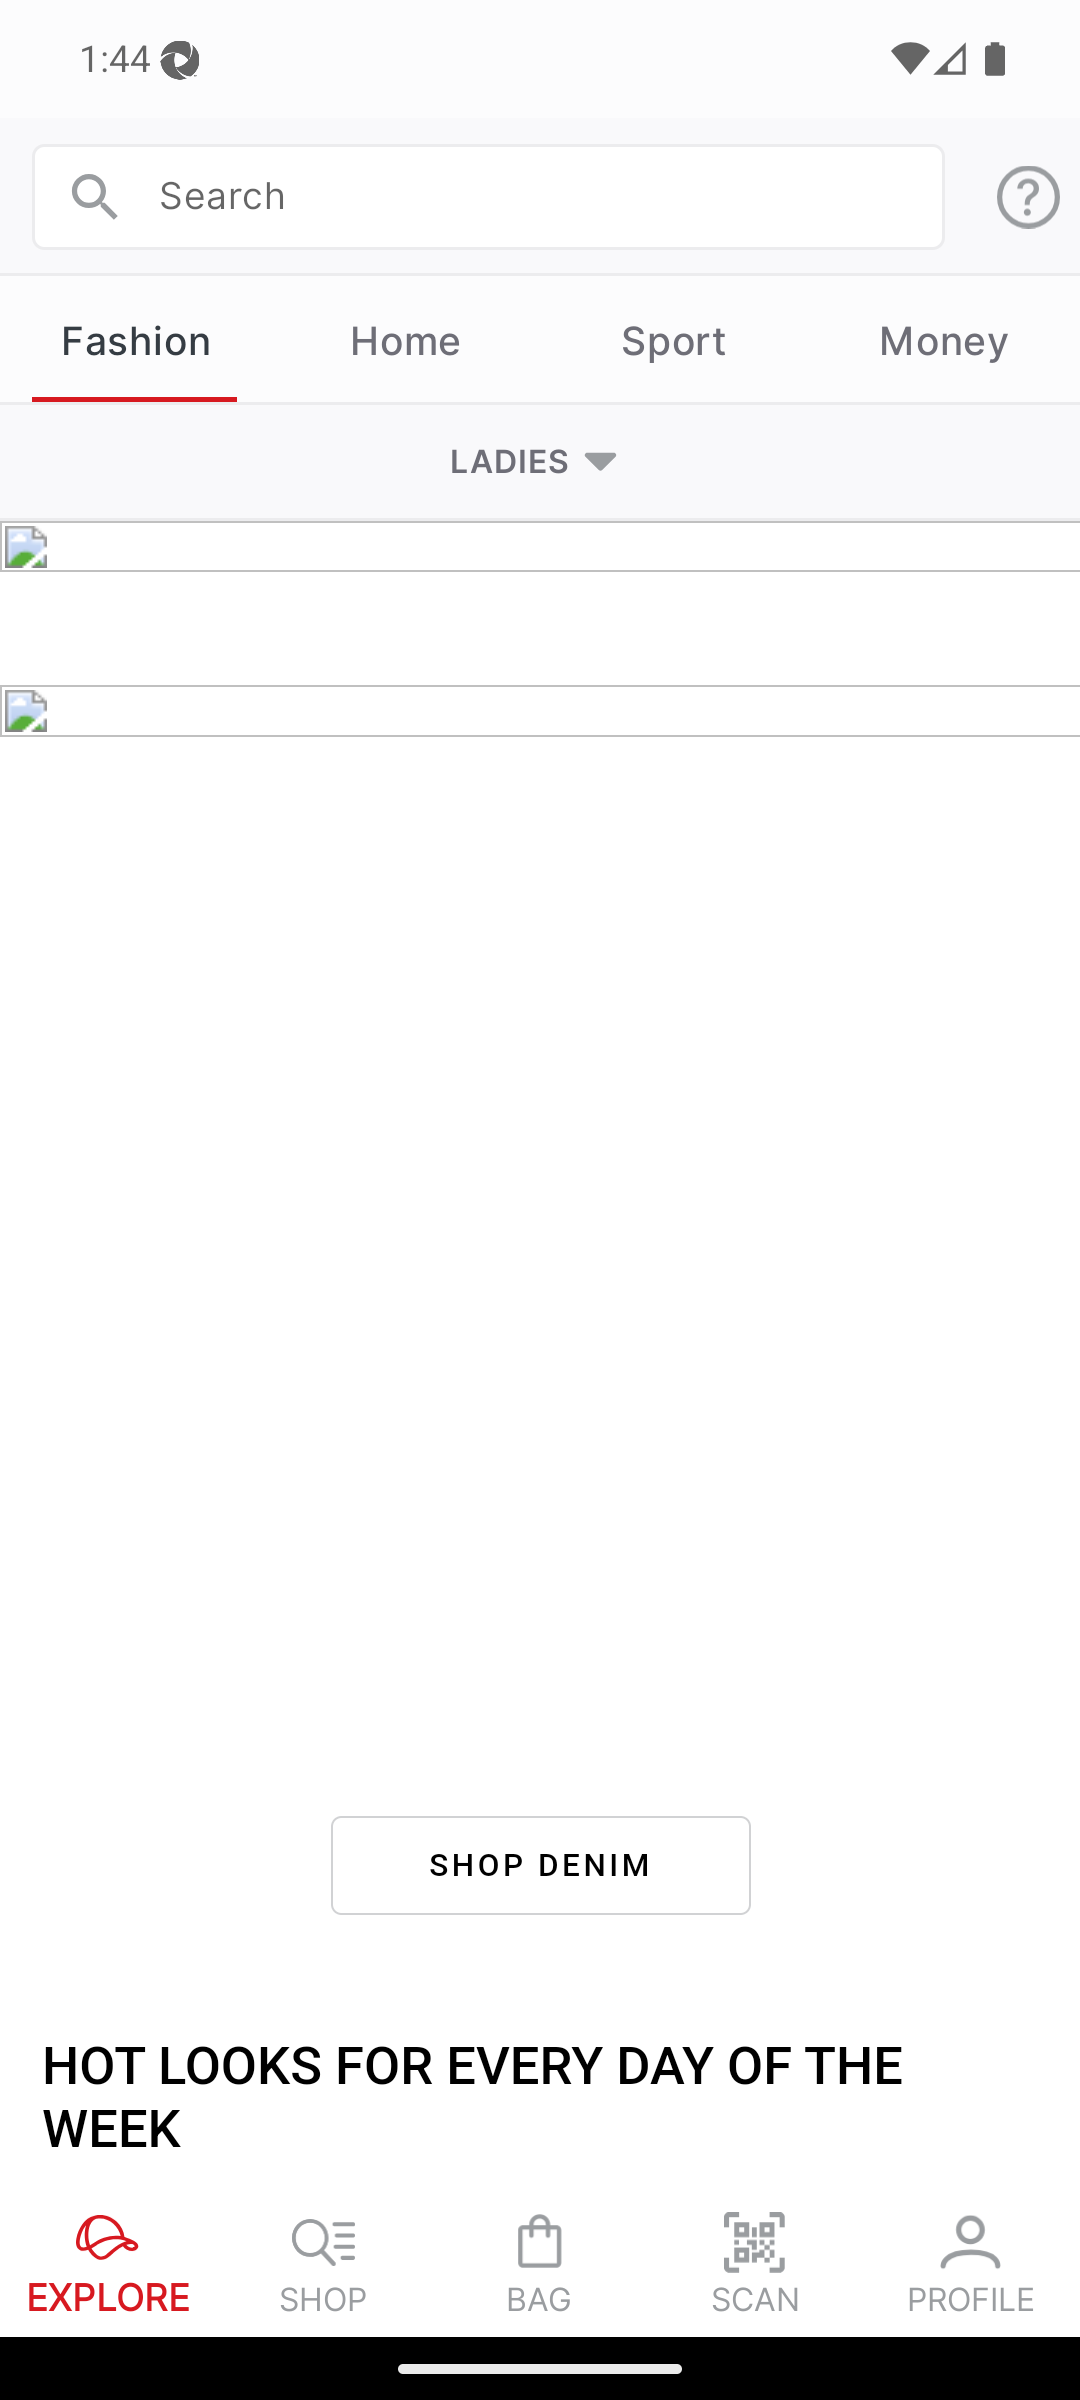 1:44
Search
Fashion
Home
Sport
Money
LADIES
SHOP DENIM
HOT LOOKS FOR EVERY DAY OF THE
WEEK
EXPLORE
SHOP
BAG
SCAN
PROFILE